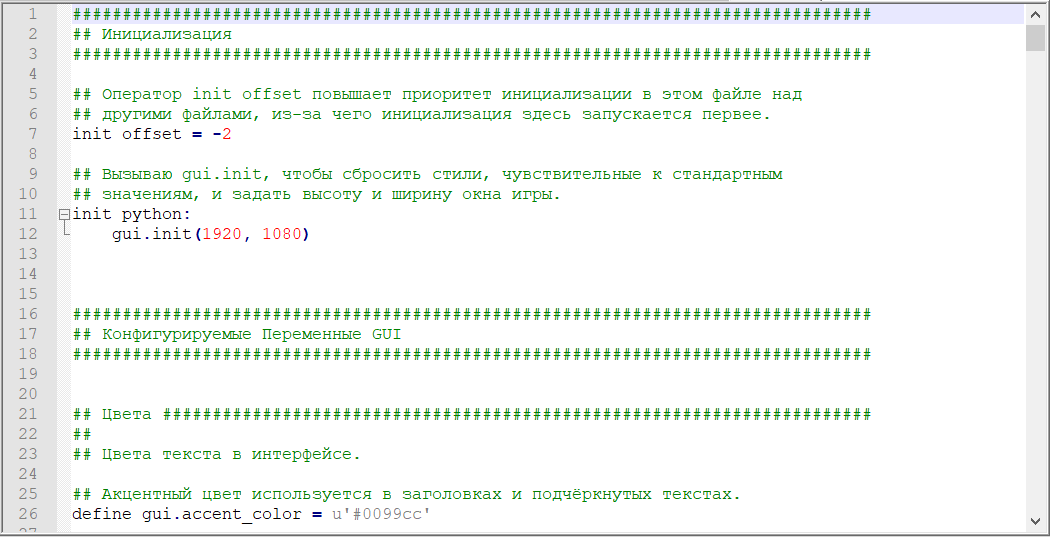 1 ################################################################################
2 ## Инициализация
3 ################################################################################
4
5 ## Оператор init offset повышает приоритет инициализации в этом файле над
6 ## другими файлами, из-за чего инициализация здесь запускается первее.
7 init offset = -2
8
9 ## Вызываю gui.init, чтобы сбросить стили, чувствительные к стандартным
10 ## значениям, и задать высоту и ширину окна игры.
11 init python:
12     gui.init(1920, 1080)
13
14
15
16 ################################################################################
17 ## Конфигурируемые Переменные GUI
18 ################################################################################
19
20
21 ## Цвета #######################################################################
22 ##
23 ## Цвета текста в интерфейсе.
24
25 ## Акцентный цвет используется в заголовках и подчёркнутых текстах.
26 define gui.accent_color = u'#0099cc'